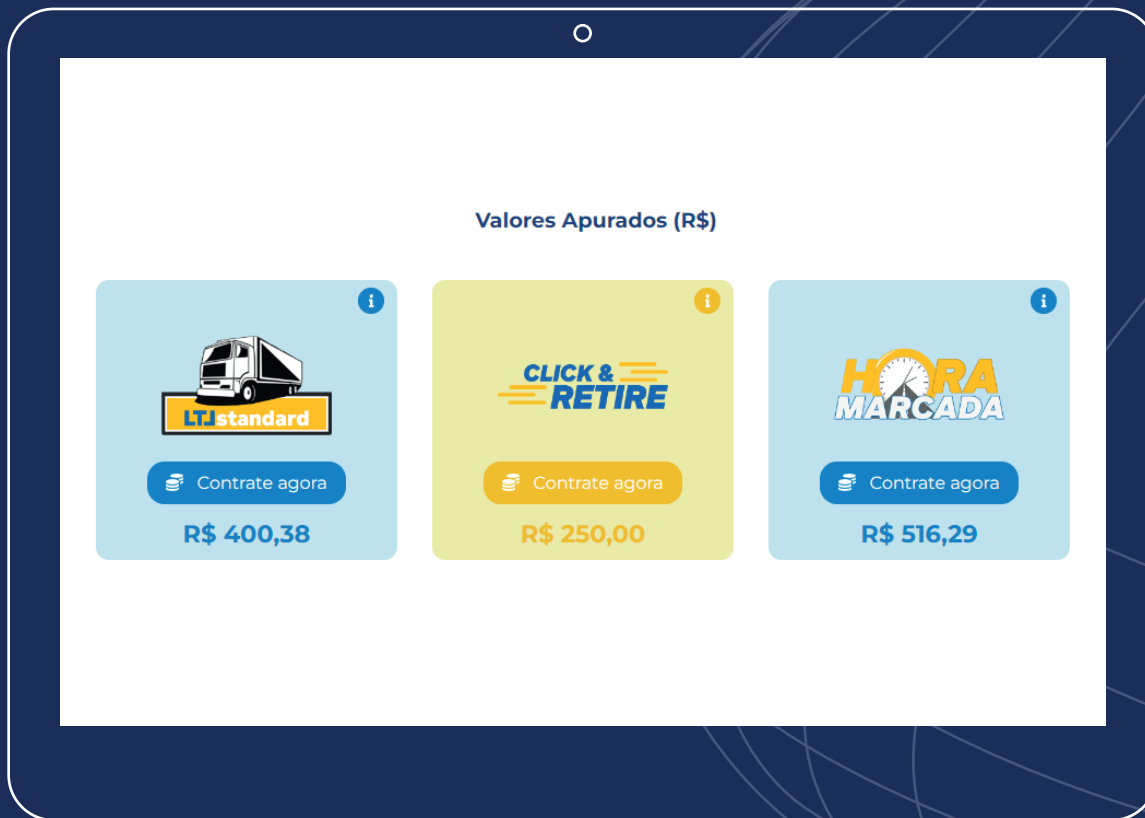 Valores Apurados (R$)
i
i
i
LTJ standard
CLICK &
RETIRE
HORA
MARCADA
Contrate agora
Contrate agora
Contrate agora
R$ 400,38
R$ 250,00
R$ 516,29